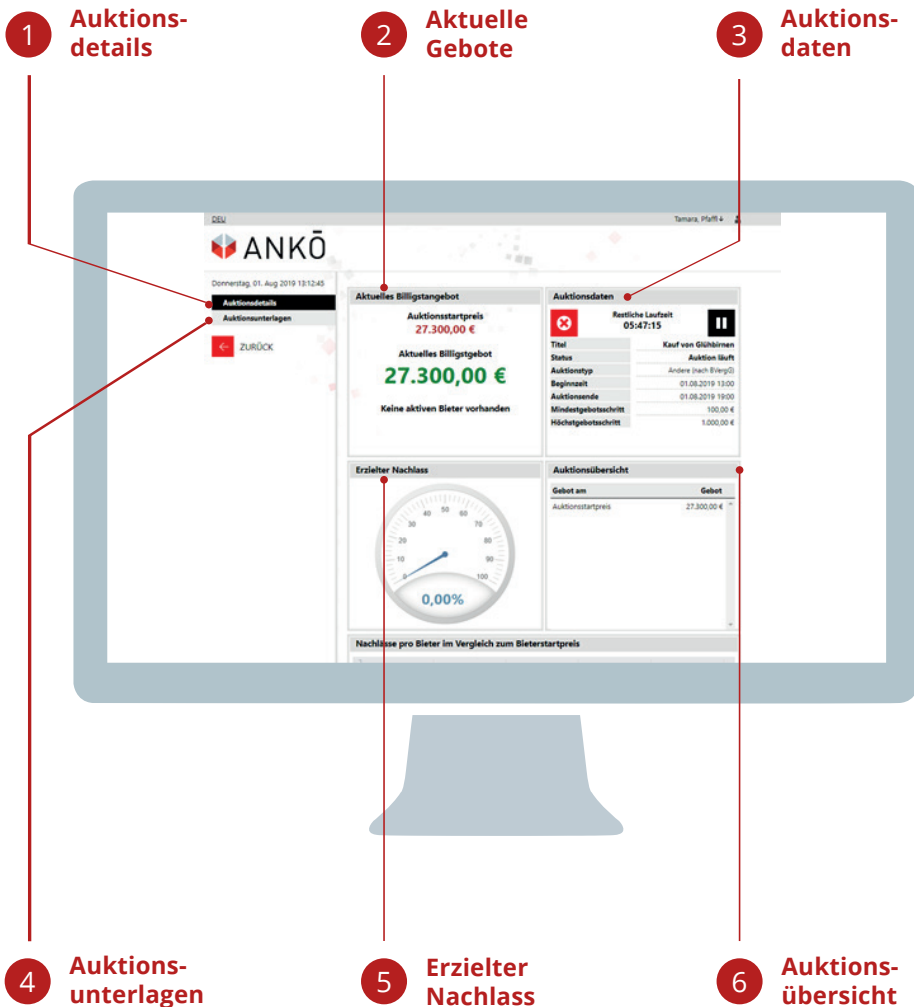 1
Auktions-
details
2
Aktuelle
Gebote
3
Auktions-
daten
DEU
Tamara, Pfaffl
ANKÖ
Donnerstag, 01. Aug 2019 13:12:45
Auktionsdetails
Auktionsunterlagen
ZURÜCK
Aktuelles Billigstangebot
Auktionsstartpreis
27.300,00 €
Aktuelles Billigstgebot
27.300,00 €
Keine aktiven Bieter vorhanden
Auktionsdaten
Restliche Laufzeit
05:47:15
Titel Kauf von Glühbirnen
Status Auktion läuft
Auktionstyp Andere (nach BVergG)
Beginnzeit 01.08.2019 13:00
Auktionsende 01.08.2019 19:00
Mindestgebotsschritt 100,00 €
Höchstgebotsschritt 1.000,00 €
Erzielter Nachlass
0
10
20
30
40
50
60
70
80
90
100
0,00%
Auktionsübersicht
Gebot am Gebot
Auktionsstartpreis 27.300,00 €
Nachlässe pro Bieter im Vergleich zum Bieterstartpreis
4
Auktions-
unterlagen
5
Erzielter
Nachlass
6
Auktions-
übersicht